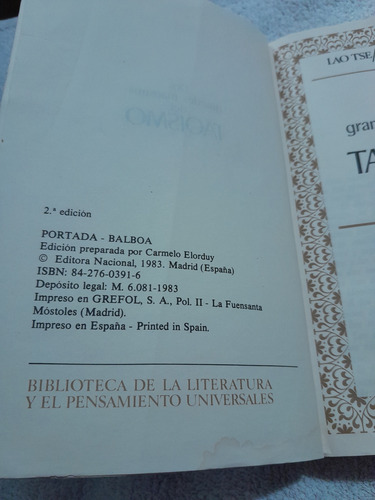 2.ª edición
PORTADA - BALBOA
Edición preparada por Carmelo Elorduy
© Editora Nacional, 1983. Madrid (España)
ISBN: 84-276-0391-6
Depósito legal: M. 6.081-1983
Impreso en GREFOL, S. A., Pol. II - La Fuensanta
Móstoles (Madrid).
Impreso en España - Printed in Spain.
BIBLIOTECA DE LA LITERATURA
Y EL PENSAMIENTO UNIVERSALES
LAO TSE/
gran
TA